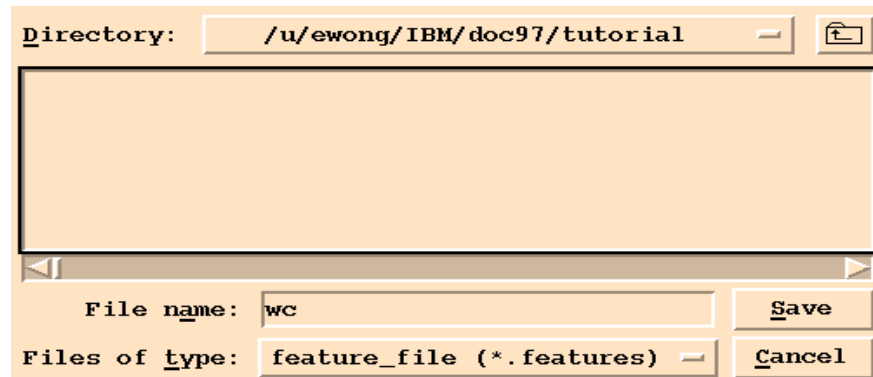 Directory: /u/ewong/IBM/doc97/tutorial
File name: wc Save
Files of type: feature_file (*.features) Cancel